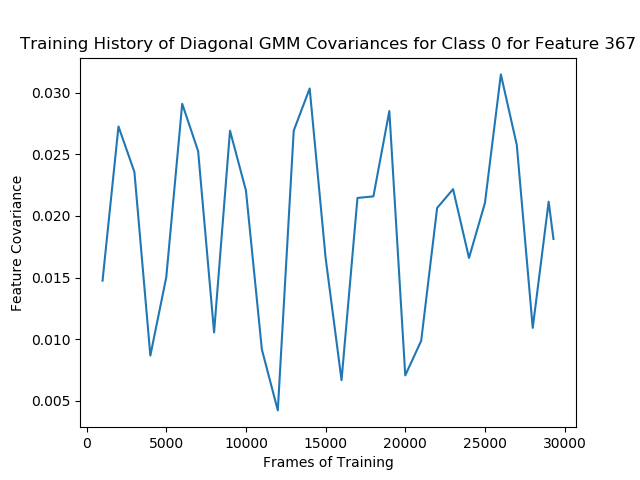 Training History of Diagonal GMM Covariances for Class 0 for Feature 367
0.030
0.025
0.020
0.015
0.010
0.005
Feature Covariance
0 5000 10000 15000 20000 25000 30000
Frames of Training